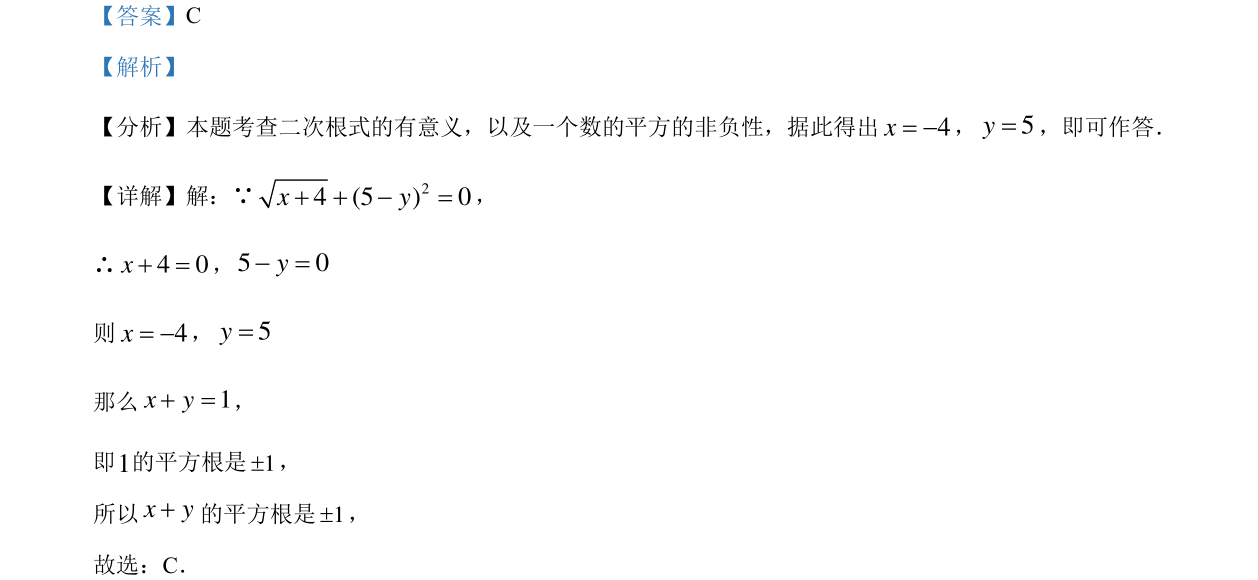 【答案】C
【解析】
【分析】本题考查二次根式的有意义，以及一个数的平方的非负性，据此得出 x = −4， y = 5，即可作答．
【详解】解：∵ √(x+4) + (5 − y)² = 0，
∴ x + 4 = 0，5 − y = 0
则 x = −4， y = 5
那么 x + y = 1，
即1的平方根是 ±1，
所以 x + y 的平方根是 ±1，
故选：C．